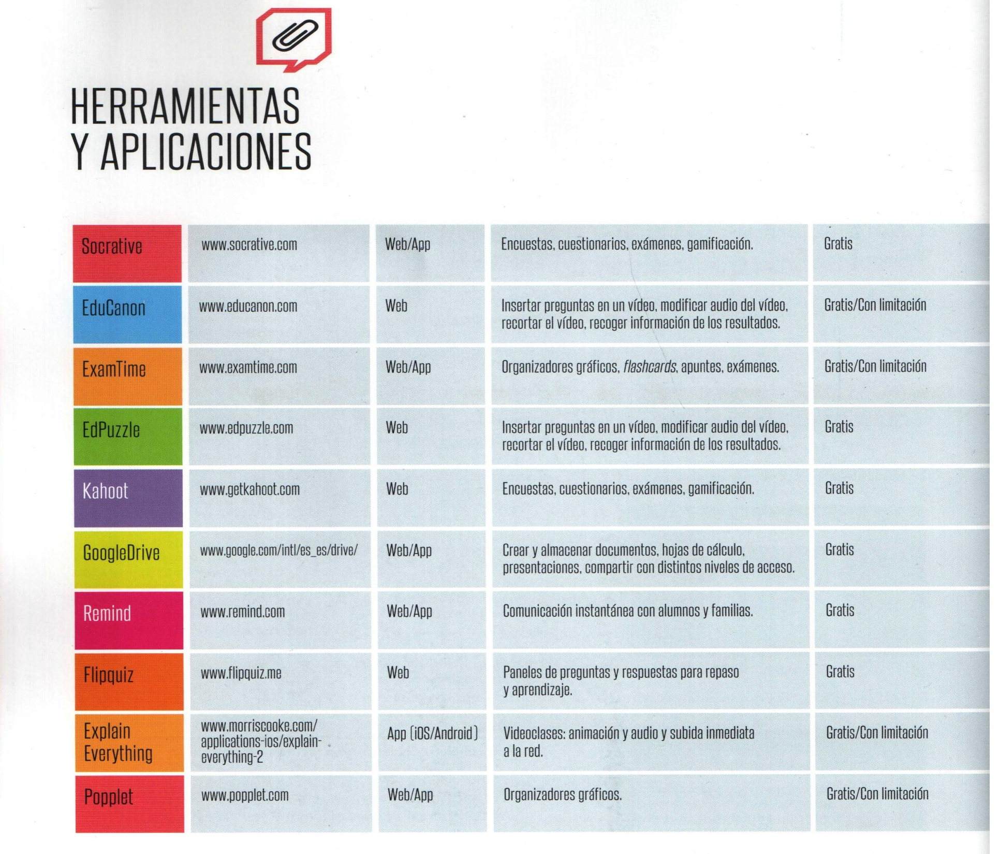 HERRAMIENTAS
Y APLICACIONES
Socrative
www.socrative.com
Web/App
Encuestas, cuestionarios, exámenes, gamificación.
Gratis
EduCanon
www.educanon.com
Web
Insertar preguntas en un vídeo, modificar audio del vídeo,
recortar el vídeo, recoger información de los resultados.
Gratis/Con limitación
ExamTime
www.examtime.com
Web/App
Organizadores gráficos, flashcards, apuntes, exámenes.
Gratis/Con limitación
EdPuzzle
www.edpuzzle.com
Web
Insertar preguntas en un vídeo, modificar audio del vídeo,
recortar el vídeo, recoger información de los resultados.
Gratis
Kahoot
www.getkahoot.com
Web
Encuestas, cuestionarios, exámenes, gamificación.
Gratis
GoogleDrive
www.google.com/intl/es_es/drive/
Web/App
Crear y almacenar documentos, hojas de cálculo,
presentaciones, compartir con distintos niveles de acceso.
Gratis
Remind
www.remind.com
Web/App
Comunicación instantánea con alumnos y familias.
Gratis
Flipquiz
www.flipquiz.me
Web
Paneles de preguntas y respuestas para repaso
y aprendizaje.
Gratis
Explain
Everything
www.morriscooke.com/
applications-ios/explain-
everything-2
App (iOS/Android)
Videoclases: animación y audio y subida inmediata
a la red.
Gratis/Con limitación
Popplet
www.popplet.com
Web/App
Organizadores gráficos.
Gratis/Con limitación